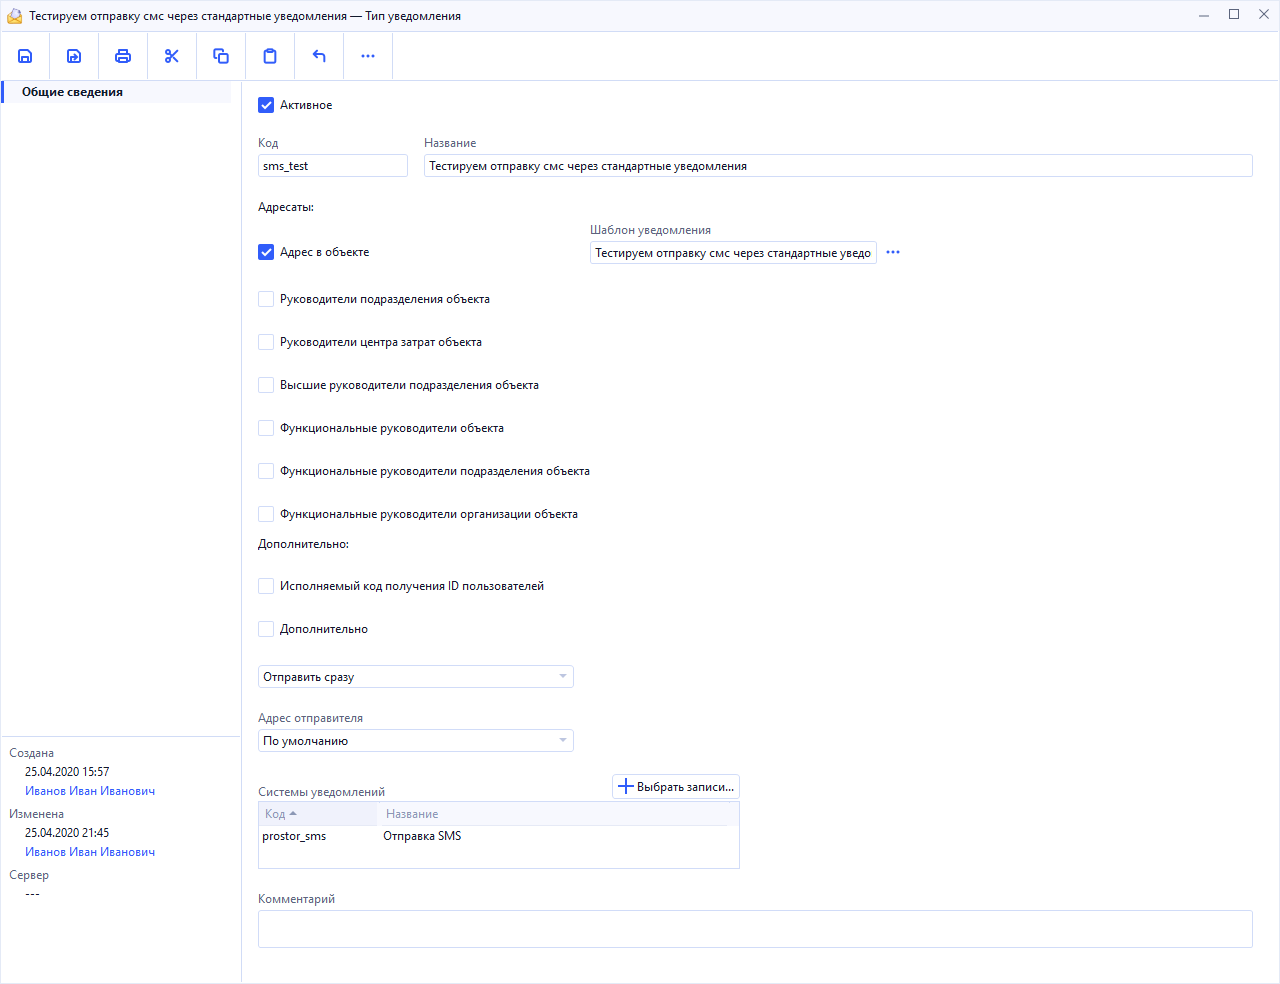 Тестируем отправку смс через стандартные уведомления — Тип уведомления
Общие сведения
Активное
Код
Название
sms_test
Тестируем отправку смс через стандартные уведомления
Адресаты:
Шаблон уведомления
Адрес в объекте
Тестируем отправку смс через стандартные уведо
Руководители подразделения объекта
Руководители центра затрат объекта
Высшие руководители подразделения объекта
Функциональные руководители объекта
Функциональные руководители подразделения объекта
Функциональные руководители организации объекта
Дополнительно:
Исполняемый код получения ID пользователей
Дополнительно
Отправить сразу
Адрес отправителя
По умолчанию
Системы уведомлений
Выбрать записи...
Код
Название
prostor_sms
Отправка SMS
Комментарий
Создана
25.04.2020 15:57
Иванов Иван Иванович
Изменена
25.04.2020 21:45
Иванов Иван Иванович
Сервер
---